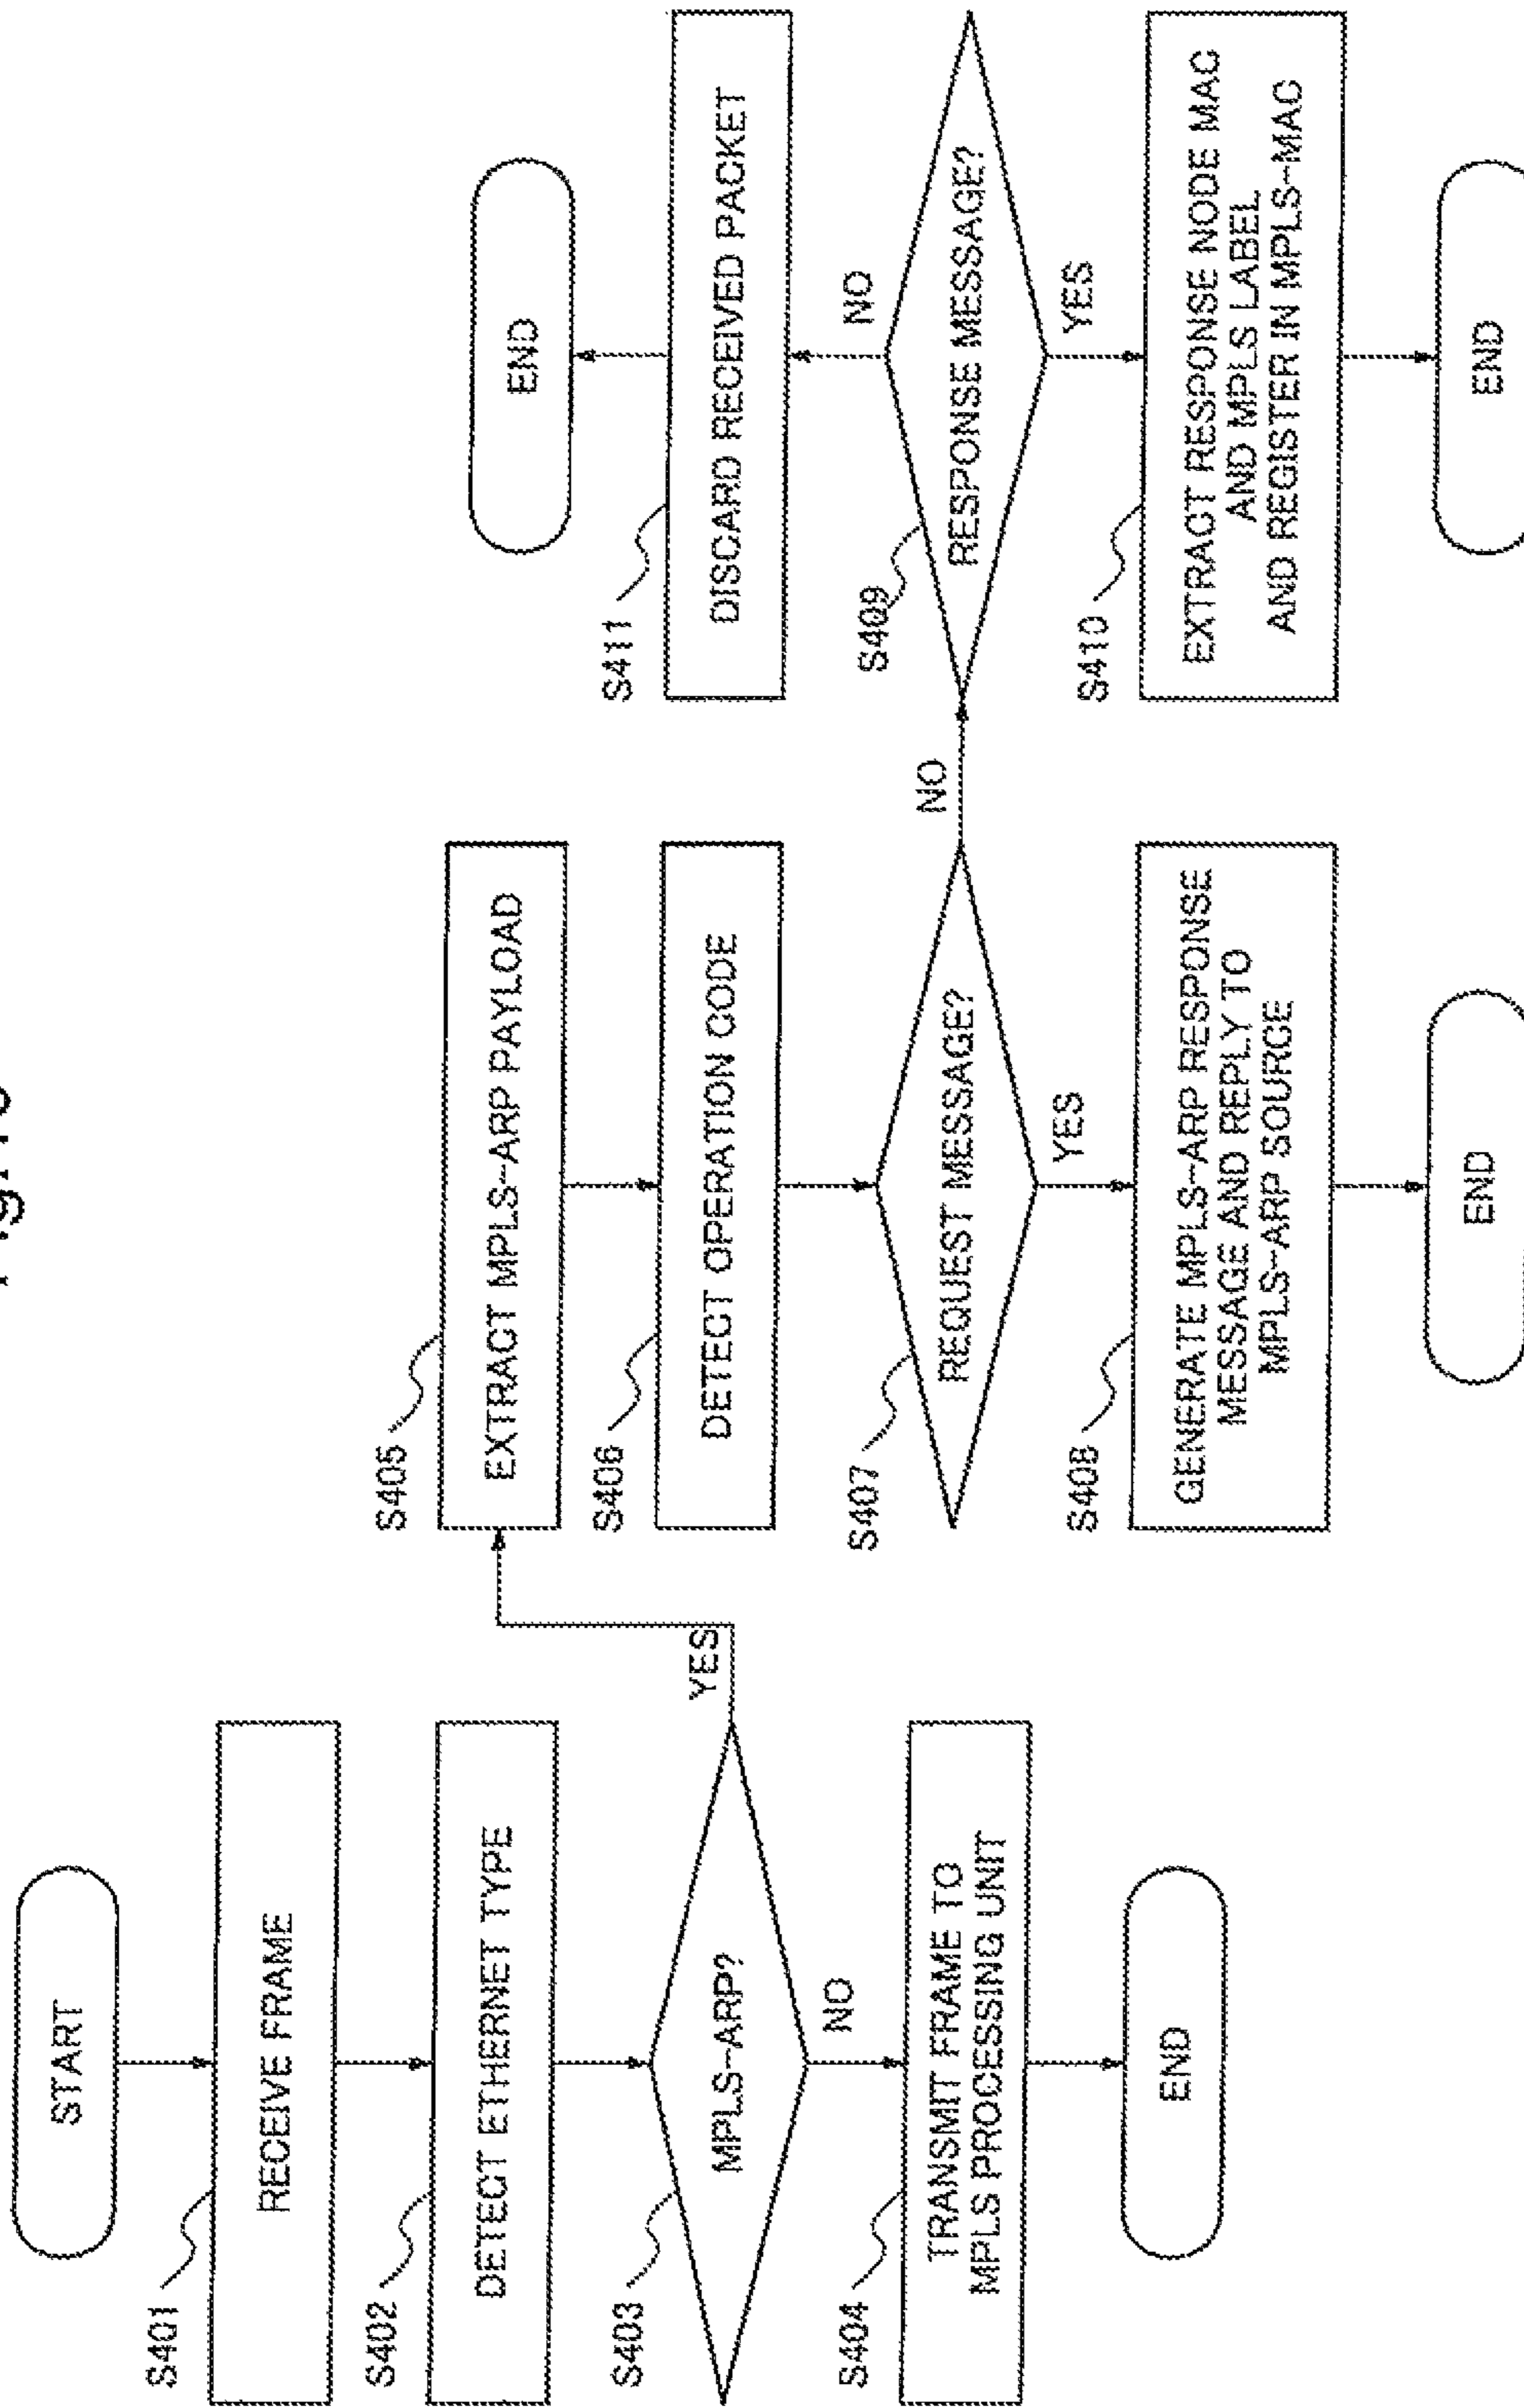 START
S401
RECEIVE FRAME
S402
DETECT ETHERNET TYPE
S403
MPLS-ARP?
YES
NO
S404
TRANSMIT FRAME TO
MPLS PROCESSING UNIT
END
S405
EXTRACT MPLS-ARP PAYLOAD
S406
DETECT OPERATION CODE
S407
REQUEST MESSAGE?
NO
YES
S408
GENERATE MPLS-ARP RESPONSE
MESSAGE AND REPLY TO
MPLS-ARP SOURCE
END
END
S411
DISCARD RECEIVED PACKET
NO
S409
RESPONSE MESSAGE?
YES
S410
EXTRACT RESPONSE NODE MAC
AND MPLS LABEL
AND REGISTER IN MPLS-MAC
END